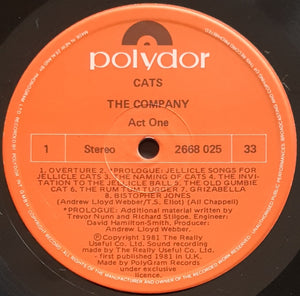 polydor
CATS
THE COMPANY
Act One
1 Stereo 2668 025 33
1, OVERTURE 2. *PROLOGUE: JELLICLE SONGS FOR
JELLICLE CATS 3. THE NAMING OF CATS 4. THE INVI-
TATION TO THE JELLICLE BALL 5. THE OLD GUMBIE
CAT 6. THE RUM TUM TUGGER 7. GRIZABELLA
8. BISTOPHER JONES
(Andrew Lloyd Webber/T.S. Eliot) (All Chappell)
*PROLOGUE: Additional material written by
Trevor Nunn and Richard Stilgoe. Engineer:
David Hamilton-Smith, Producer:
Andrew Lloyd Webber.
Copyright 1981 The Really
Useful Co. Ltd. Sound recording
made by The Really Useful Co. Ltd.
- first published 1981 in U.K.
Made by PolyGram Records
under exclusive
licence.